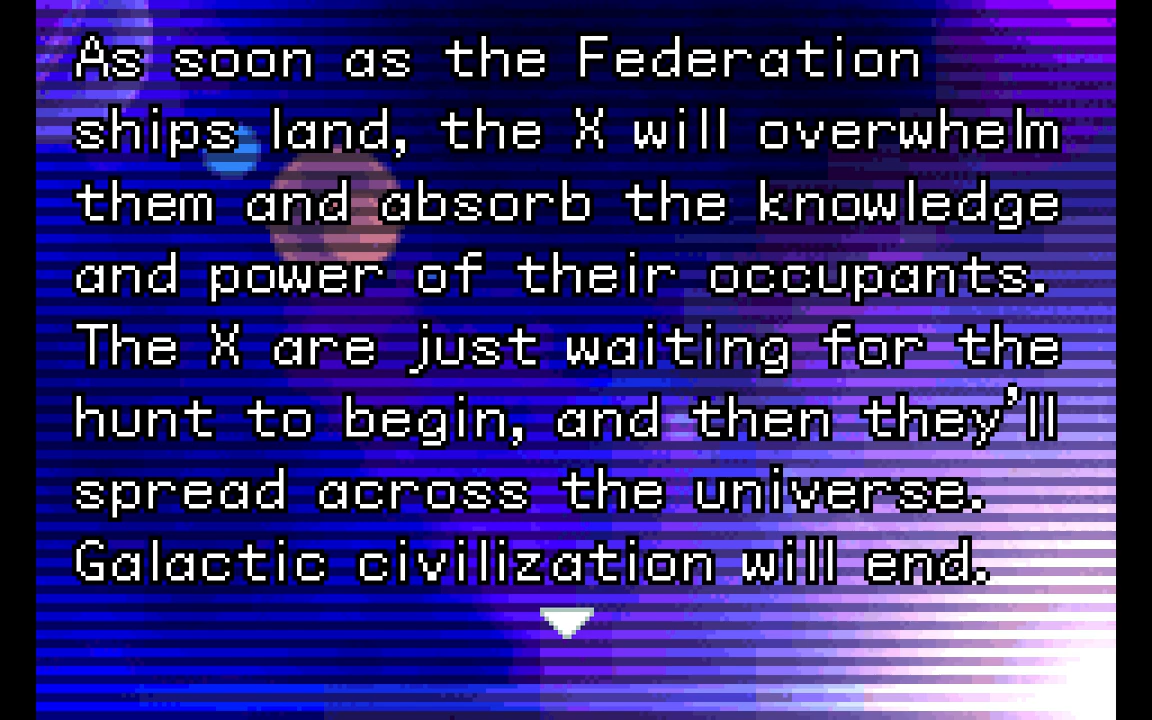 As soon as the Federation
ships land, the X will overwhelm
them and absorb the knowledge
and power of their occupants.
The X are just waiting for the
hunt to begin, and then they'll
spread across the universe.
Galactic civilization will end.